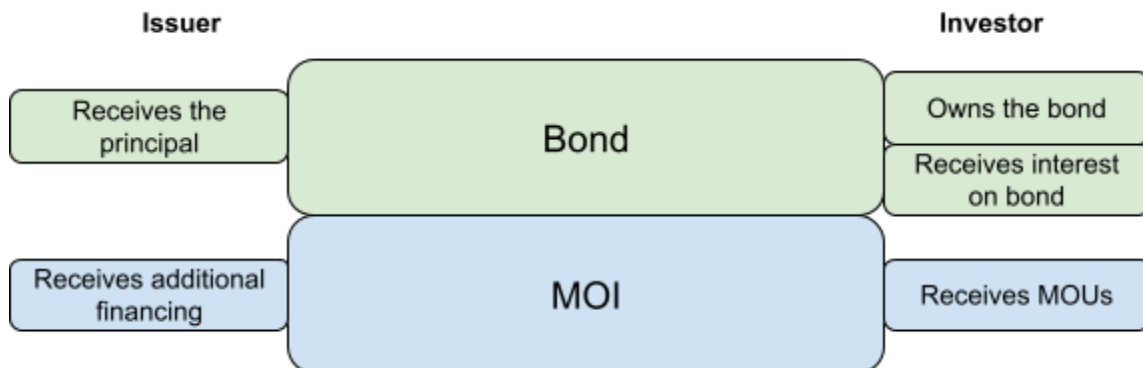 Issuer
Investor
Receives the
principal
Bond
Owns the bond
Receives interest
on bond
Receives additional
financing
MOI
Receives MOUs